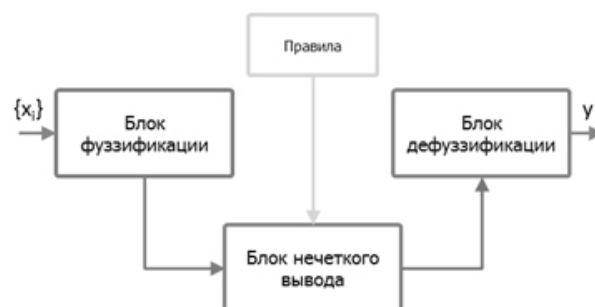 Правила
{xᵢ}
Блок
фуззификации
Блок
дефуззификации
y
Блок нечеткого
вывода